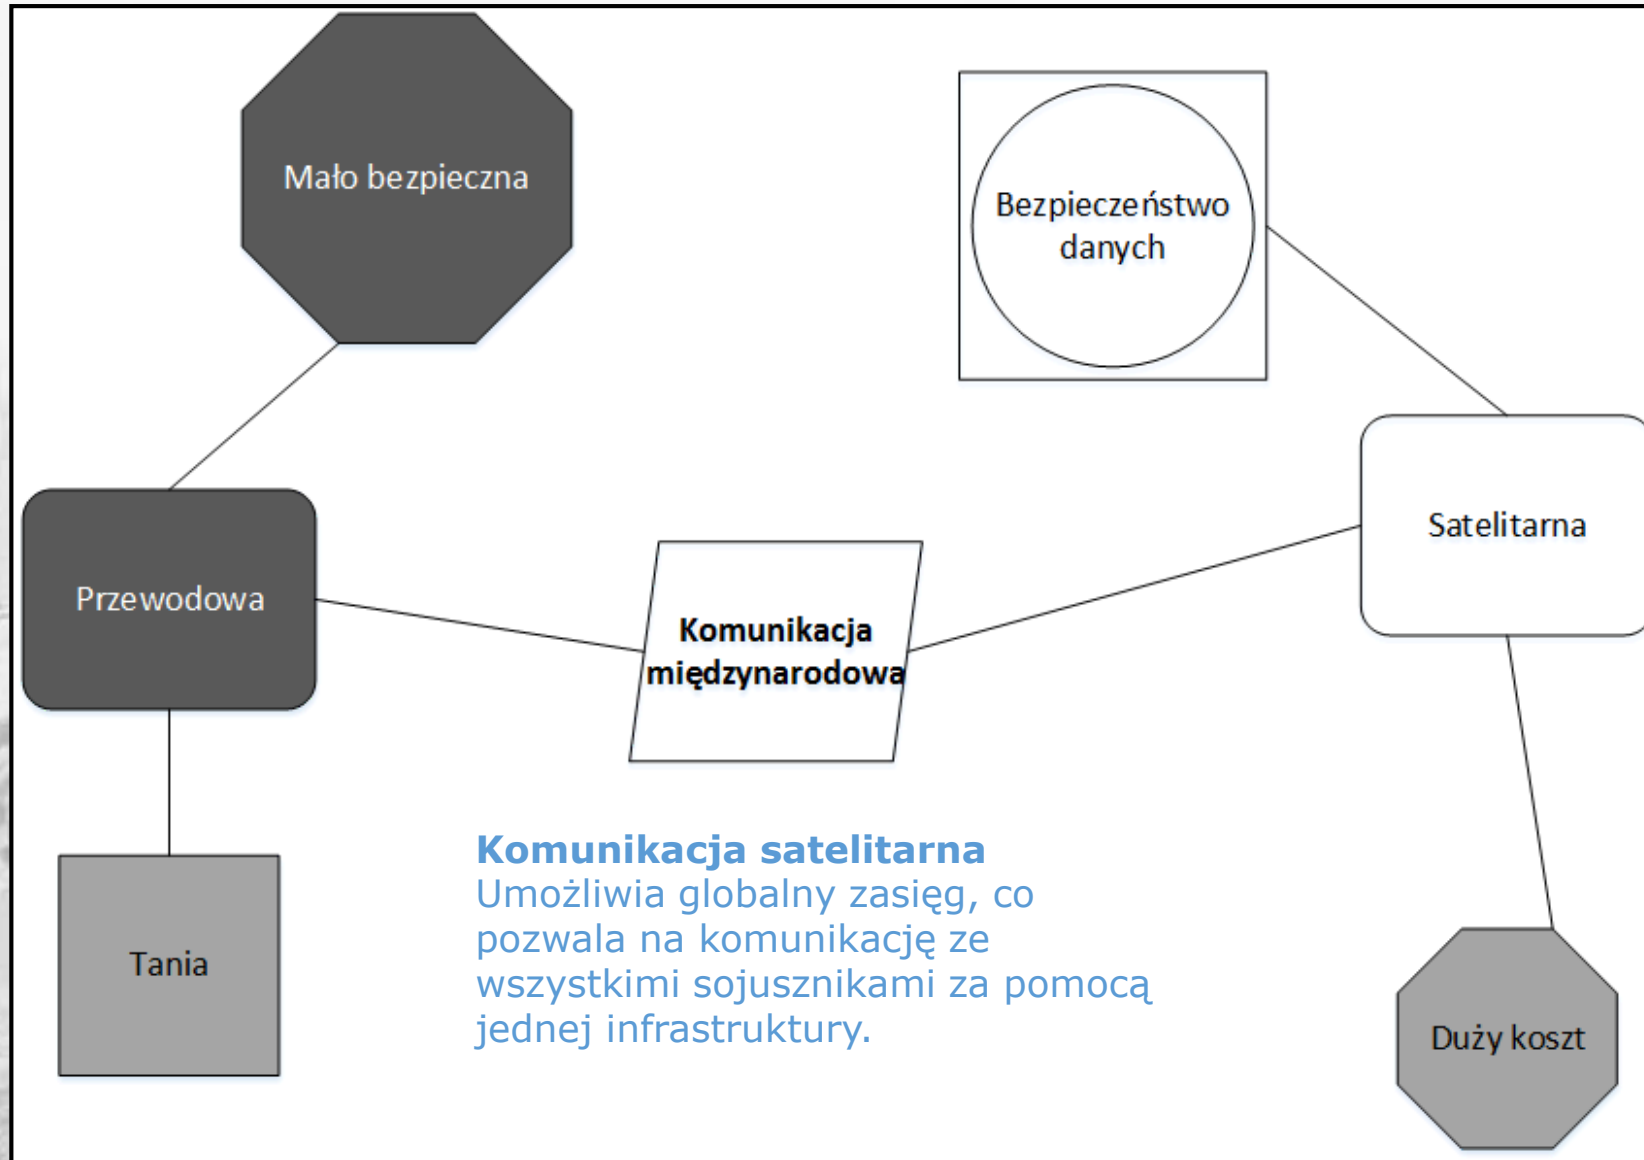 Mało bezpieczna
Bezpieczeństwo
danych
Satelitarna
Przewodowa
Komunikacja
międzynarodowa
Komunikacja satelitarna
Umożliwia globalny zasięg, co
pozwala na komunikację ze
wszystkimi sojusznikami za pomocą
jednej infrastruktury.
Tania
Duży koszt